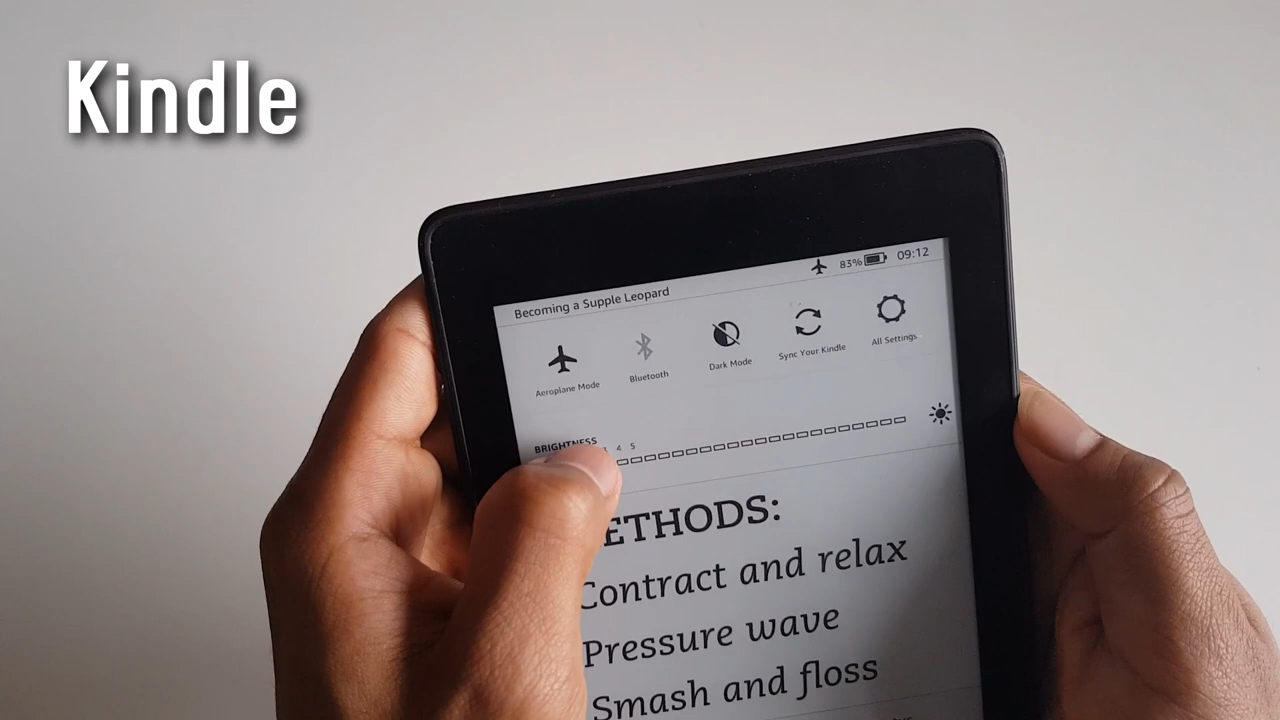 Kindle
83% 09:12
Becoming a Supple Leopard
Aeroplane Mode Bluetooth Dark Mode Sync Your Kindle All Settings
BRIGHTNESS
4 5
ETHODS:
Contract and relax
Pressure wave
Smash and floss